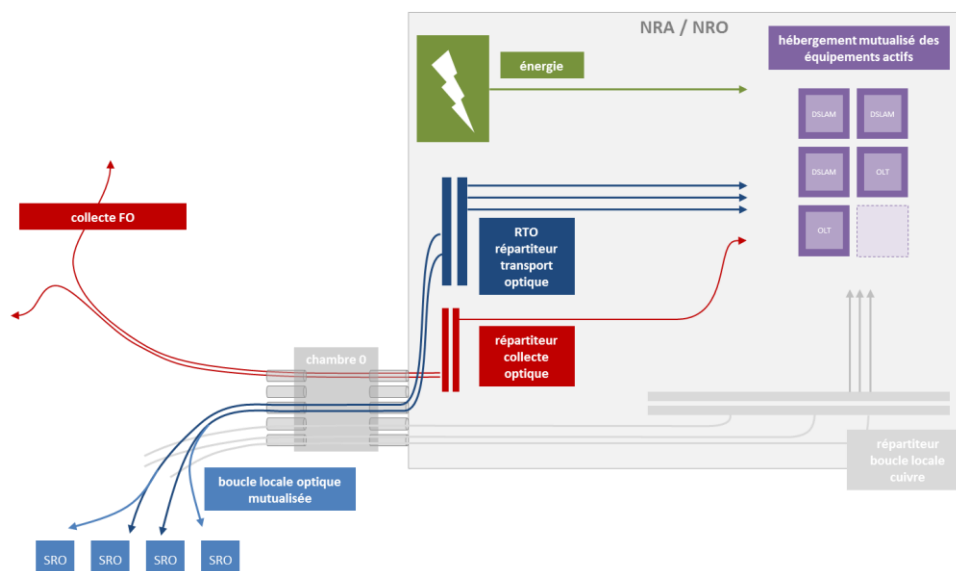 NRA / NRO
hébergement mutualisé des
équipements actifs
énergie
DSLAM
DSLAM
DSLAM
OLT
OLT
collecte FO
RTO
répartiteur
transport
optique
répartiteur
collecte
optique
chambre 0
répartiteur
boucle locale
cuivre
boucle locale optique
mutualisée
SRO
SRO
SRO
SRO